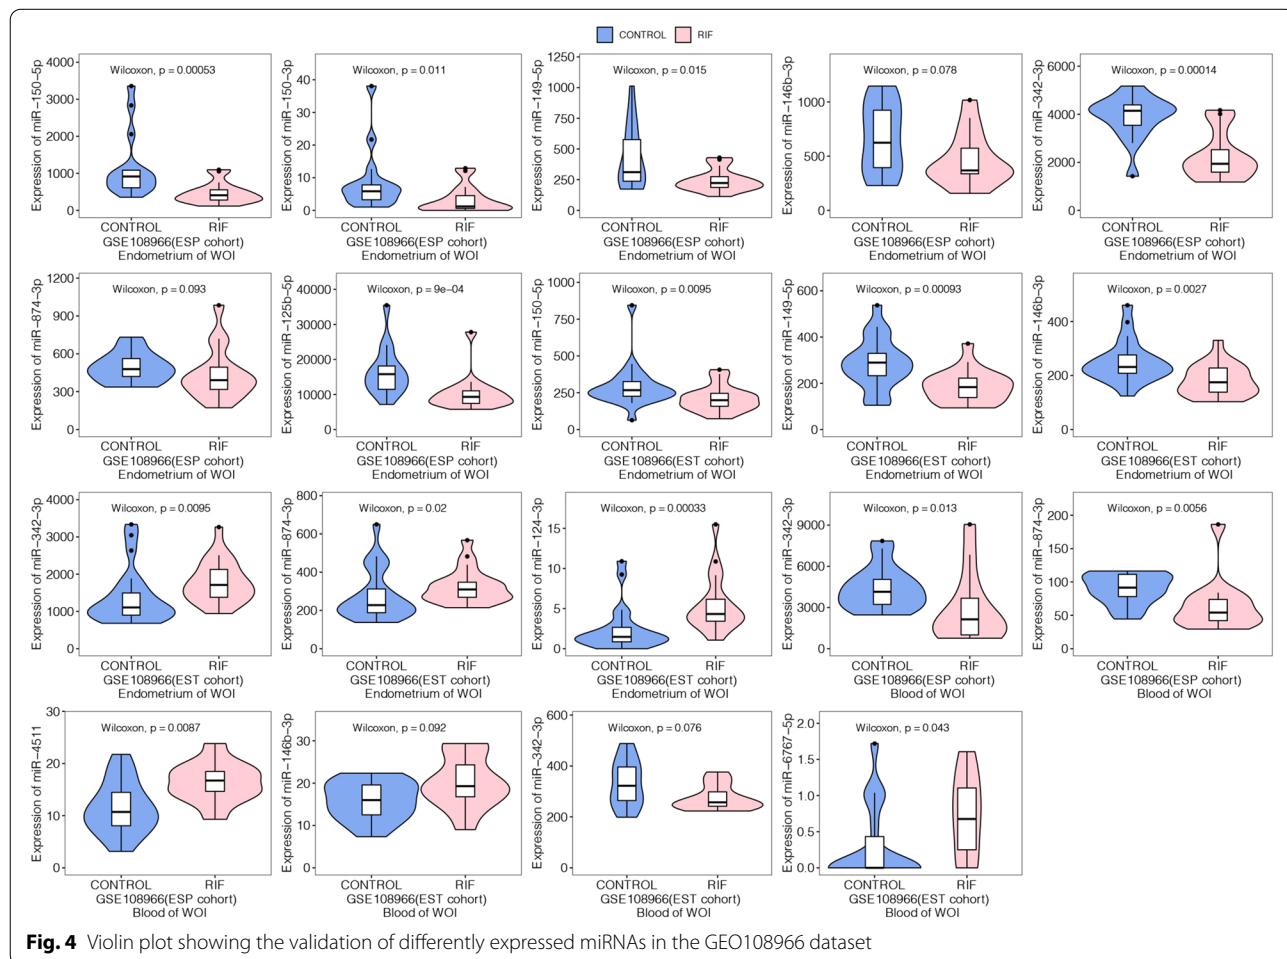 CONTROL RIF
Expression of miR−150−5p
4000
3000
2000
1000
0
Wilcoxon, p = 0.00053
CONTROL RIF
GSE108966(ESP cohort)
Endometrium of WOI
Expression of miR−150−3p
40
30
20
10
0
Wilcoxon, p = 0.011
CONTROL RIF
GSE108966(ESP cohort)
Endometrium of WOI
Expression of miR−149−5p
1250
1000
750
500
250
0
Wilcoxon, p = 0.015
CONTROL RIF
GSE108966(ESP cohort)
Endometrium of WOI
Expression of miR−146b−3p
1000
500
0
Wilcoxon, p = 0.078
CONTROL RIF
GSE108966(ESP cohort)
Endometrium of WOI
Expression of miR−342−3p
6000
4000
2000
0
Wilcoxon, p = 0.00014
CONTROL RIF
GSE108966(ESP cohort)
Endometrium of WOI
Expression of miR−874−3p
1200
900
600
300
0
Wilcoxon, p = 0.093
CONTROL RIF
GSE108966(ESP cohort)
Endometrium of WOI
Expression of miR−125b−5p
40000
30000
20000
10000
0
Wilcoxon, p = 9e−04
CONTROL RIF
GSE108966(ESP cohort)
Endometrium of WOI
Expression of miR−150−5p
1000
750
500
250
0
Wilcoxon, p = 0.0095
CONTROL RIF
GSE108966(EST cohort)
Endometrium of WOI
Expression of miR−149−5p
600
400
200
0
Wilcoxon, p = 0.00093
CONTROL RIF
GSE108966(EST cohort)
Endometrium of WOI
Expression of miR−146b−3p
400
200
0
Wilcoxon, p = 0.0027
CONTROL RIF
GSE108966(EST cohort)
Endometrium of WOI
Expression of miR−342−3p
4000
3000
2000
1000
0
Wilcoxon, p = 0.0095
CONTROL RIF
GSE108966(EST cohort)
Endometrium of WOI
Expression of miR−874−3p
800
600
400
200
0
Wilcoxon, p = 0.02
CONTROL RIF
GSE108966(EST cohort)
Endometrium of WOI
Expression of miR−124−3p
15
10
5
0
Wilcoxon, p = 0.00033
CONTROL RIF
GSE108966(EST cohort)
Endometrium of WOI
Expression of miR−342−3p
9000
6000
3000
0
Wilcoxon, p = 0.013
CONTROL RIF
GSE108966(ESP cohort)
Blood of WOI
Expression of miR−874−3p
200
150
100
50
0
Wilcoxon, p = 0.0056
CONTROL RIF
GSE108966(ESP cohort)
Blood of WOI
Expression of miR−4511
30
20
10
0
Wilcoxon, p = 0.0087
CONTROL RIF
GSE108966(ESP cohort)
Blood of WOI
Expression of miR−146b−3p
30
20
10
0
Wilcoxon, p = 0.092
CONTROL RIF
GSE108966(EST cohort)
Blood of WOI
Expression of miR−342−3p
600
400
200
0
Wilcoxon, p = 0.076
CONTROL RIF
GSE108966(EST cohort)
Blood of WOI
Expression of miR−6767−5p
2.0
1.5
1.0
0.5
0.0
Wilcoxon, p = 0.043
CONTROL RIF
GSE108966(EST cohort)
Blood of WOI
Fig. 4 Violin plot showing the validation of differently expressed miRNAs in the GEO108966 dataset